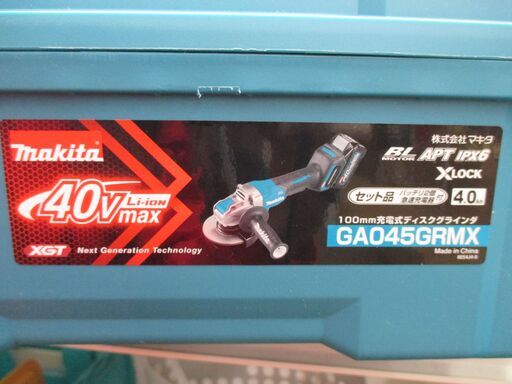 makita
40Vmax
Li-ION
XGT Next Generation Technology
株式会社マキタ
BL MOTOR APT IPX6
X LOCK
セット品 バッテリ2個 急速充電器 付 4.0Ah
100mm充電式ディスクグラインダ
GA045GRMX
Made in China